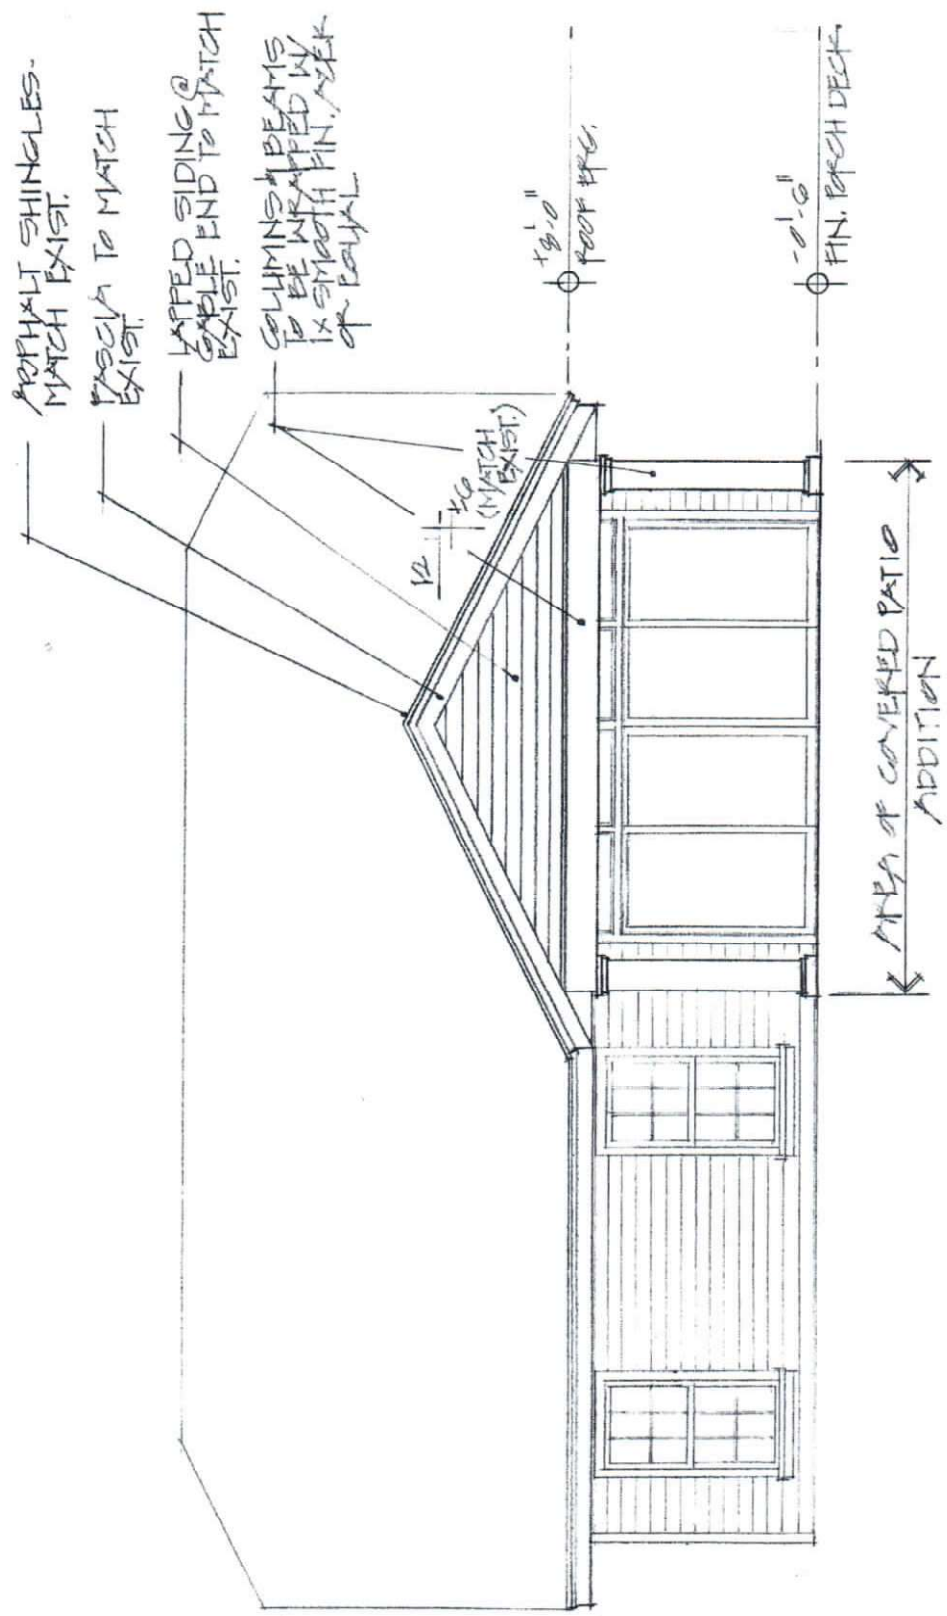 ASPHALT SHINGLES-
MATCH EXIST.
FASCIA TO MATCH
EXIST.
LAPPED SIDING @
GABLE END TO MATCH
EXIST.
COLUMNS & BEAMS
TO BE WRAPPED W/
1X SMOOTH FIN. AZEK
OR EQUAL
12
±6
(MATCH
EXIST.)
+8'-0"
ROOF BRG.
-0'-6"
FIN. PORCH DECK.
AREA OF COVERED PATIO
ADDITION